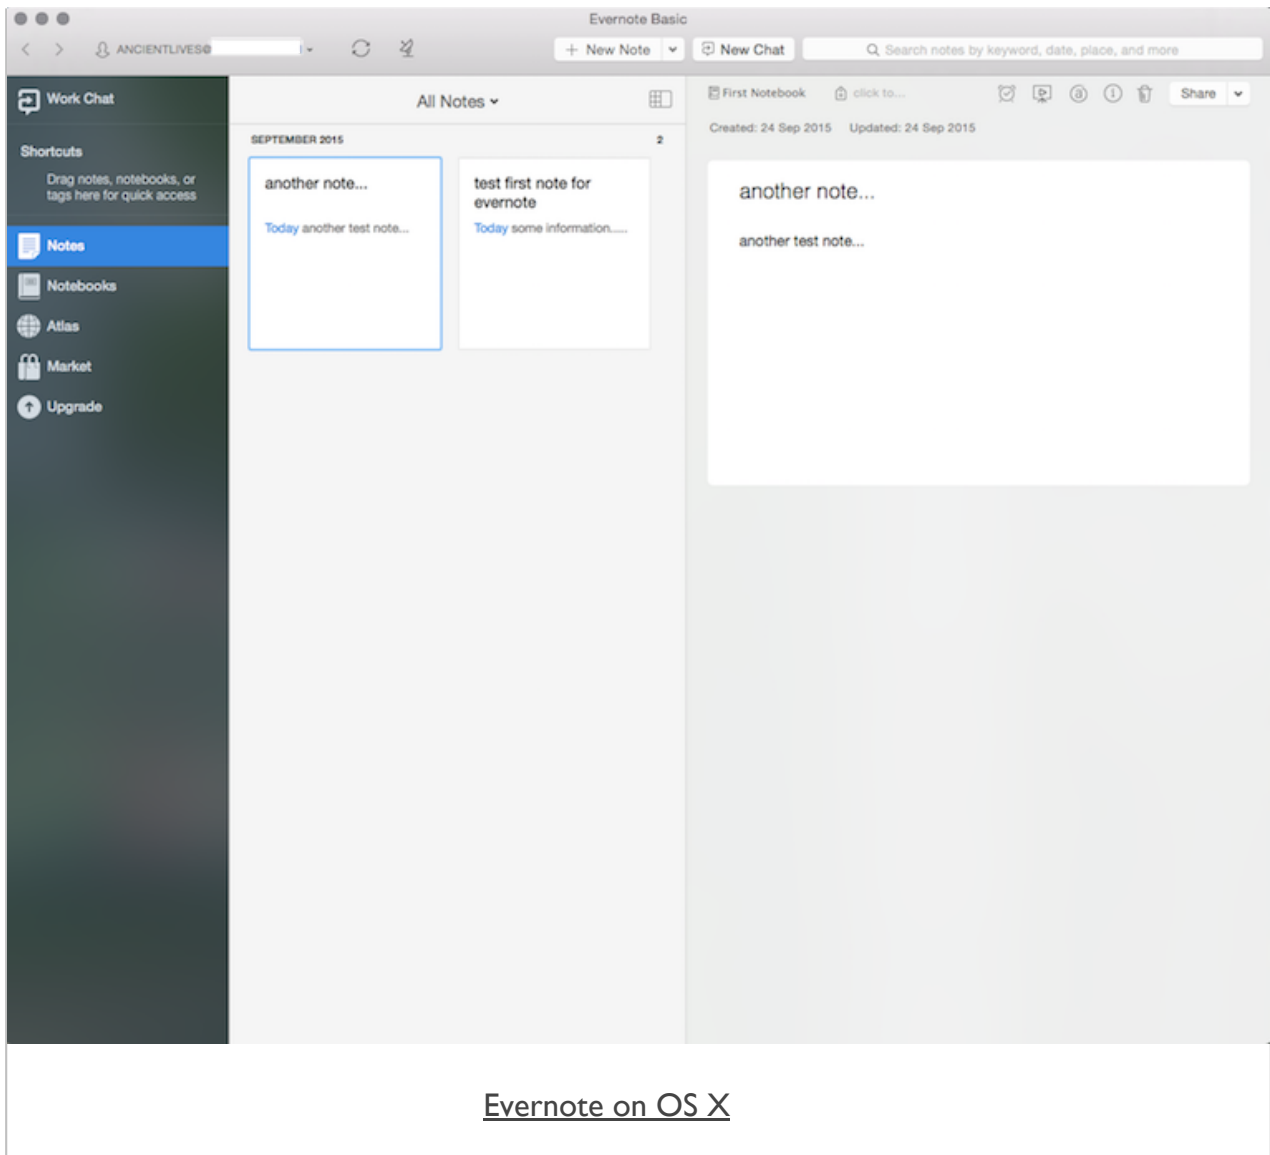 Evernote Basic
ANCIENTLIVES@
New Note
New Chat
Search notes by keyword, date, place, and more
Work Chat
Shortcuts
Drag notes, notebooks, or
tags here for quick access
Notes
Notebooks
Atlas
Market
Upgrade
All Notes
SEPTEMBER 2015 2
another note...
Today another test note...
test first note for
evernote
Today some information.....
First Notebook click to....
Share
Created: 24 Sep 2015 Updated: 24 Sep 2015
another note...
another test note...
Evernote on OS X